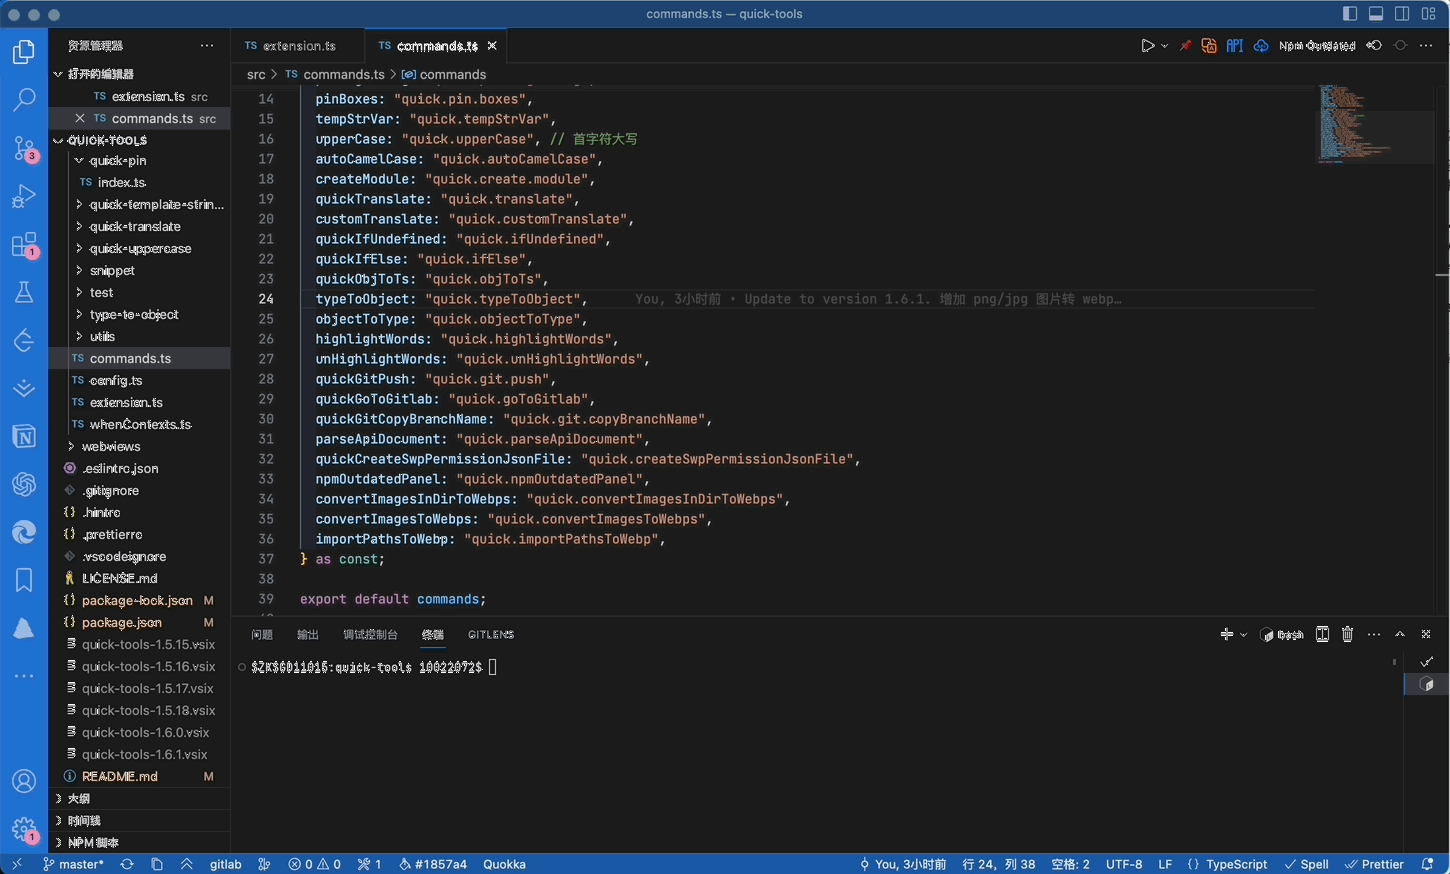 commands.ts — quick-tools
资源管理器
TS extension.ts
TS commands.ts
Npm Outdated
打开的编辑器
src > TS commands.ts > commands
TS extension.ts src
TS commands.ts src
QUICK-TOOLS
quick-pin
TS index.ts
quick-template-strin...
quick-translate
quick-uppercase
snippet
test
type-to-object
utils
TS commands.ts
TS config.ts
TS extension.ts
TS whenContexts.ts
webviews
.eslintrc.json
.gitignore
.hintrc
.prettierrc
.vscodeignore
LICENSE.md
package-lock.json M
package.json M
quick-tools-1.5.15.vsix
quick-tools-1.5.16.vsix
quick-tools-1.5.17.vsix
quick-tools-1.5.18.vsix
quick-tools-1.6.0.vsix
quick-tools-1.6.1.vsix
README.md M
大纲
时间线
NPM 脚本
3
1
1
API
14 pinBoxes: "quick.pin.boxes",
15 tempStrVar: "quick.tempStrVar",
16 upperCase: "quick.upperCase", // 首字符大写
17 autoCamelCase: "quick.autoCamelCase",
18 createModule: "quick.create.module",
19 quickTranslate: "quick.translate",
20 customTranslate: "quick.customTranslate",
21 quickIfUndefined: "quick.ifUndefined",
22 quickIfElse: "quick.ifElse",
23 quickObjToTs: "quick.objToTs",
24 typeToObject: "quick.typeToObject", You, 3小时前 • Update to version 1.6.1. 增加 png/jpg 图片转 webp…
25 objectToType: "quick.objectToType",
26 highlightWords: "quick.highlightWords",
27 unHighlightWords: "quick.unHighlightWords",
28 quickGitPush: "quick.git.push",
29 quickGoToGitlab: "quick.goToGitlab",
30 quickGitCopyBranchName: "quick.git.copyBranchName",
31 parseApiDocument: "quick.parseApiDocument",
32 quickCreateSwpPermissionJsonFile: "quick.createSwpPermissionJsonFile",
33 npmOutdatedPanel: "quick.npmOutdatedPanel",
34 convertImagesInDirToWebps: "quick.convertImagesInDirToWebps",
35 convertImagesToWebps: "quick.convertImagesToWebps",
36 importPathsToWebp: "quick.importPathsToWebp",
37 } as const;
38
39 export default commands;
问题 输出 调试控制台 终端 GITLENS
bash
:quick-tools 10022072$
master* gitlab 0 0 1 #1857a4 Quokka
You, 3小时前 行 24，列 38 空格: 2 UTF-8 LF {} TypeScript Spell Prettier